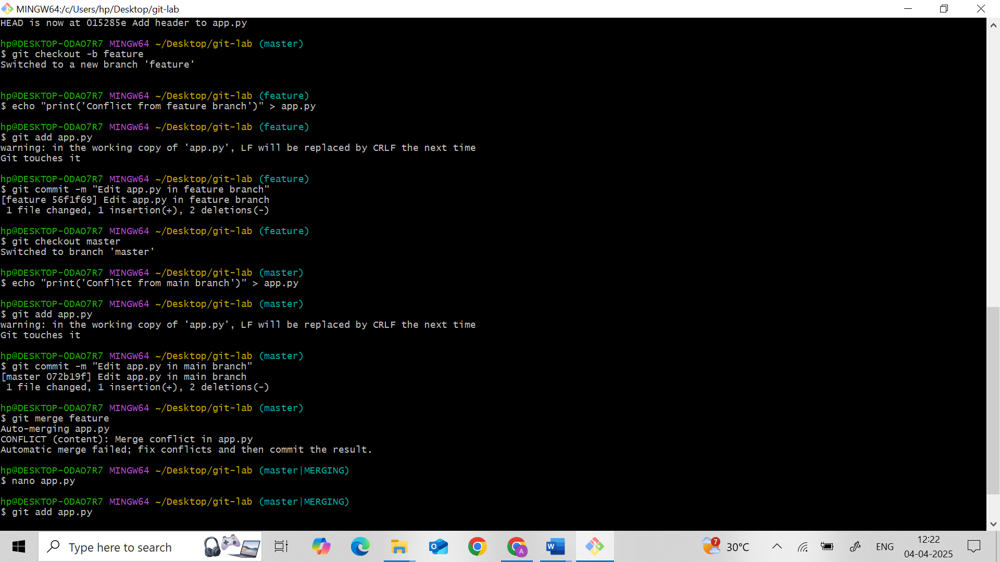 MINGW64:/c/Users/hp/Desktop/git-lab
HEAD is now at 015285e Add header to app.py
hp@DESKTOP-0DAO7R7 MINGW64 ~/Desktop/git-lab (master)
$ git checkout -b feature
Switched to a new branch 'feature'
hp@DESKTOP-0DAO7R7 MINGW64 ~/Desktop/git-lab (feature)
$ echo "print('Conflict from feature branch')" > app.py
hp@DESKTOP-0DAO7R7 MINGW64 ~/Desktop/git-lab (feature)
$ git add app.py
warning: in the working copy of 'app.py', LF will be replaced by CRLF the next time
Git touches it
hp@DESKTOP-0DAO7R7 MINGW64 ~/Desktop/git-lab (feature)
$ git commit -m "Edit app.py in feature branch"
[feature 56f1f69] Edit app.py in feature branch
 1 file changed, 1 insertion(+), 2 deletions(-)
hp@DESKTOP-0DAO7R7 MINGW64 ~/Desktop/git-lab (feature)
$ git checkout master
Switched to branch 'master'
hp@DESKTOP-0DAO7R7 MINGW64 ~/Desktop/git-lab (master)
$ echo "print('Conflict from main branch')" > app.py
hp@DESKTOP-0DAO7R7 MINGW64 ~/Desktop/git-lab (master)
$ git add app.py
warning: in the working copy of 'app.py', LF will be replaced by CRLF the next time
Git touches it
hp@DESKTOP-0DAO7R7 MINGW64 ~/Desktop/git-lab (master)
$ git commit -m "Edit app.py in main branch"
[master 072b19f] Edit app.py in main branch
 1 file changed, 1 insertion(+), 2 deletions(-)
hp@DESKTOP-0DAO7R7 MINGW64 ~/Desktop/git-lab (master)
$ git merge feature
Auto-merging app.py
CONFLICT (content): Merge conflict in app.py
Automatic merge failed; fix conflicts and then commit the result.
hp@DESKTOP-0DAO7R7 MINGW64 ~/Desktop/git-lab (master|MERGING)
$ nano app.py
hp@DESKTOP-0DAO7R7 MINGW64 ~/Desktop/git-lab (master|MERGING)
$ git add app.py
Type here to search
A
7
30°C
ENG
12:22
04-04-2025